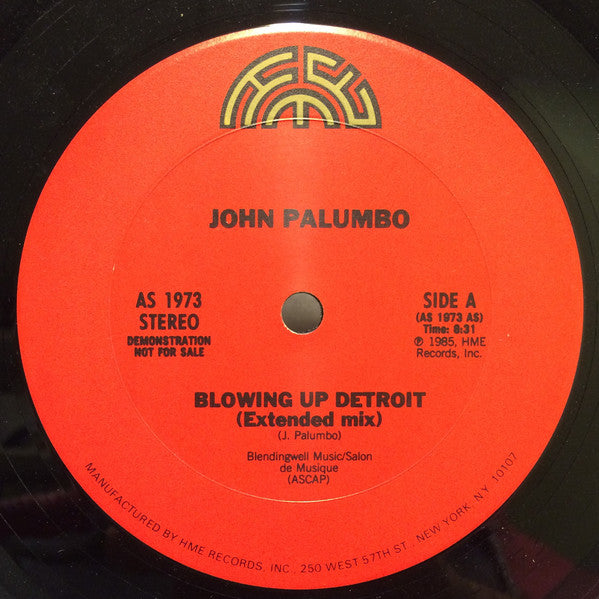 HME
JOHN PALUMBO
AS 1973
STEREO
DEMONSTRATION
NOT FOR SALE
SIDE A
(AS 1973 AS)
Time: 8:31
℗ 1985, HME
Records, Inc.
BLOWING UP DETROIT
(Extended mix)
(J. Palumbo)
Blendingwell Music/Salon
de Musique
(ASCAP)
MANUFACTURED BY HME RECORDS, INC., 250 WEST 57TH ST., NEW YORK, N.Y. 10107